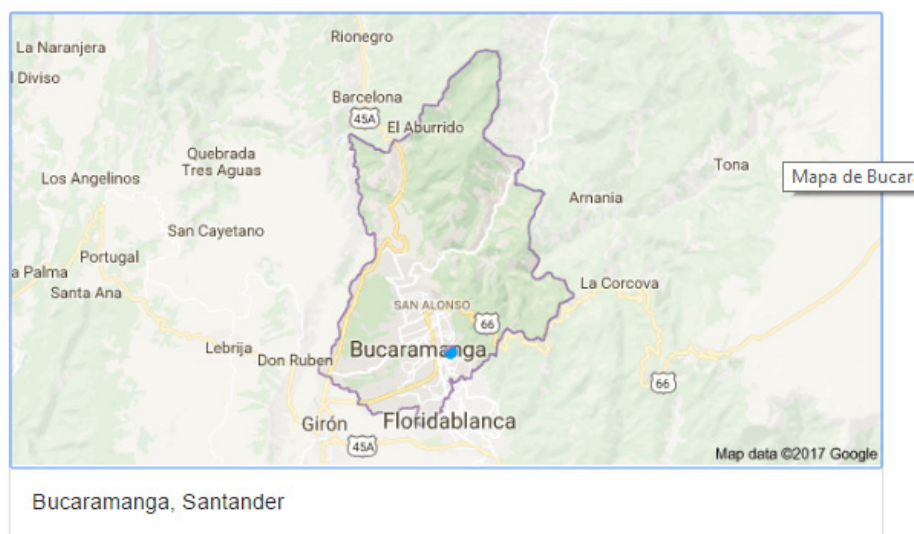 Rionegro
La Naranjera
Diviso
Barcelona
45A
El Aburrido
Quebrada
Tres Aguas
Tona
Los Angelinos
Mapa de Bucar
Arnania
San Cayetano
Portugal
a Palma
Santa Ana
La Corcova
SAN ALONSO
66
Lebrija
Bucaramanga
Don Ruben
66
Girón
Floridablanca
45A
Map data ©2017 Google
Bucaramanga, Santander